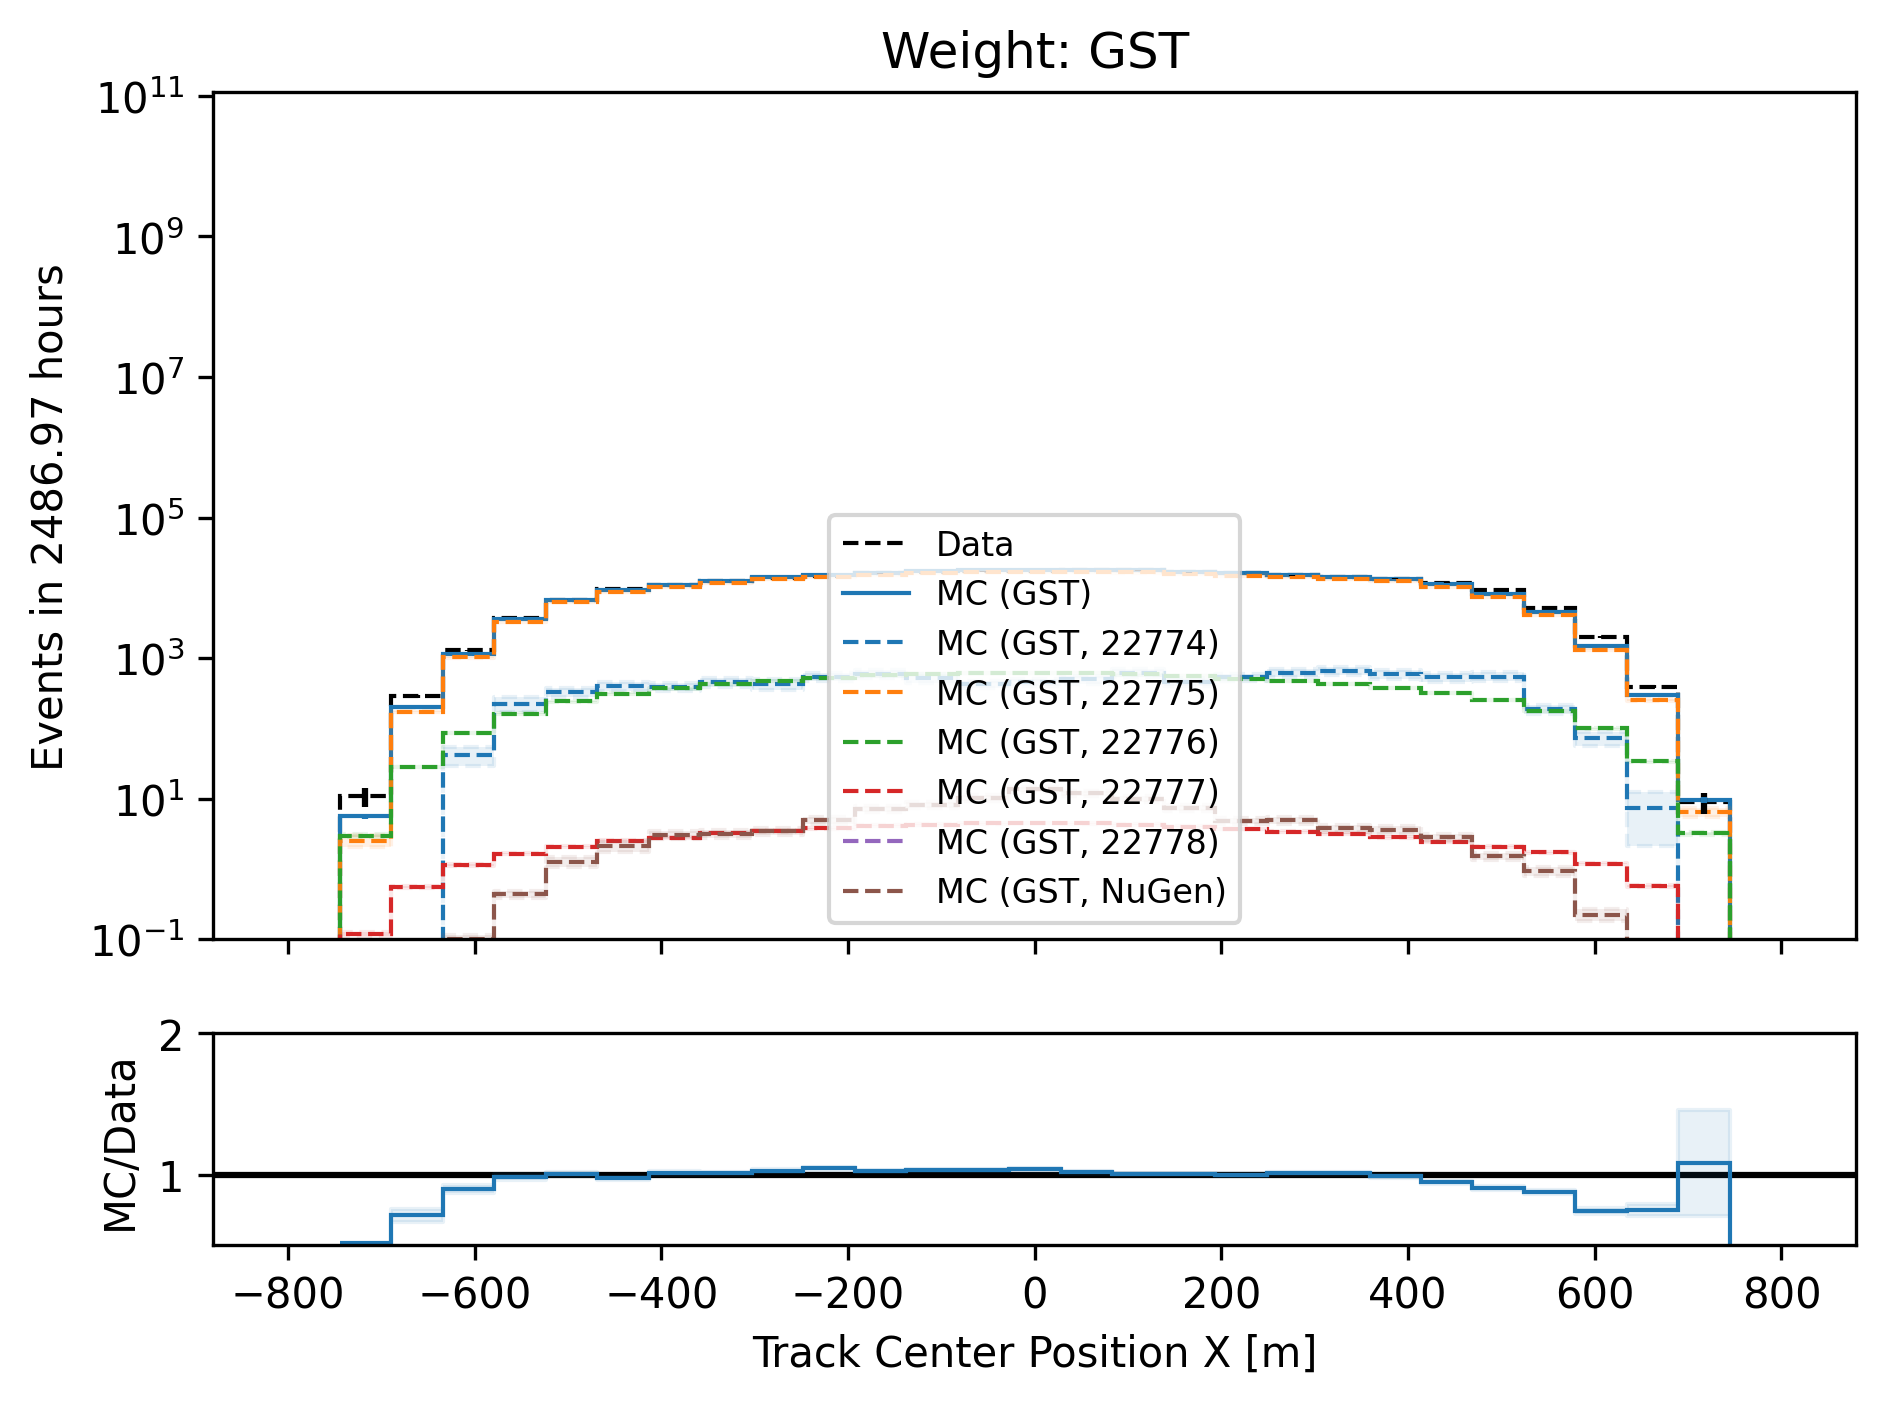 Weight: GST
10^11
10^9
10^7
10^5
10^3
10^1
10^−1
Events in 2486.97 hours
Data
MC (GST)
MC (GST, 22774)
MC (GST, 22775)
MC (GST, 22776)
MC (GST, 22777)
MC (GST, 22778)
MC (GST, NuGen)
2
1
MC/Data
−800 −600 −400 −200 0 200 400 600 800
Track Center Position X [m]